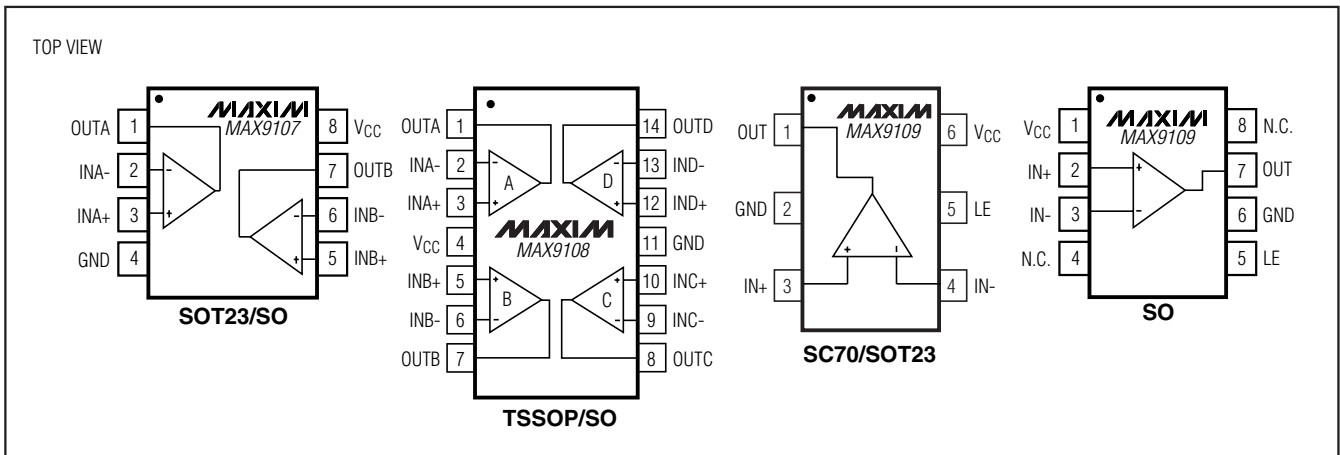 TOP VIEW
MAXIM
MAX9107
OUTA 1
INA- 2
INA+ 3
GND 4
8 VCC
7 OUTB
6 INB-
5 INB+
- +
- +
SOT23/SO
OUTA 1
INA- 2
INA+ 3
VCC 4
INB+ 5
INB- 6
OUTB 7
14 OUTD
13 IND-
12 IND+
11 GND
10 INC+
9 INC-
8 OUTC
- + A
- + D
MAXIM
MAX9108
+ - B
+ - C
TSSOP/SO
MAXIM
MAX9109
OUT 1
GND 2
IN+ 3
6 VCC
5 LE
4 IN-
+ -
SC70/SOT23
MAXIM
MAX9109
VCC 1
IN+ 2
IN- 3
N.C. 4
8 N.C.
7 OUT
6 GND
5 LE
+ -
SO